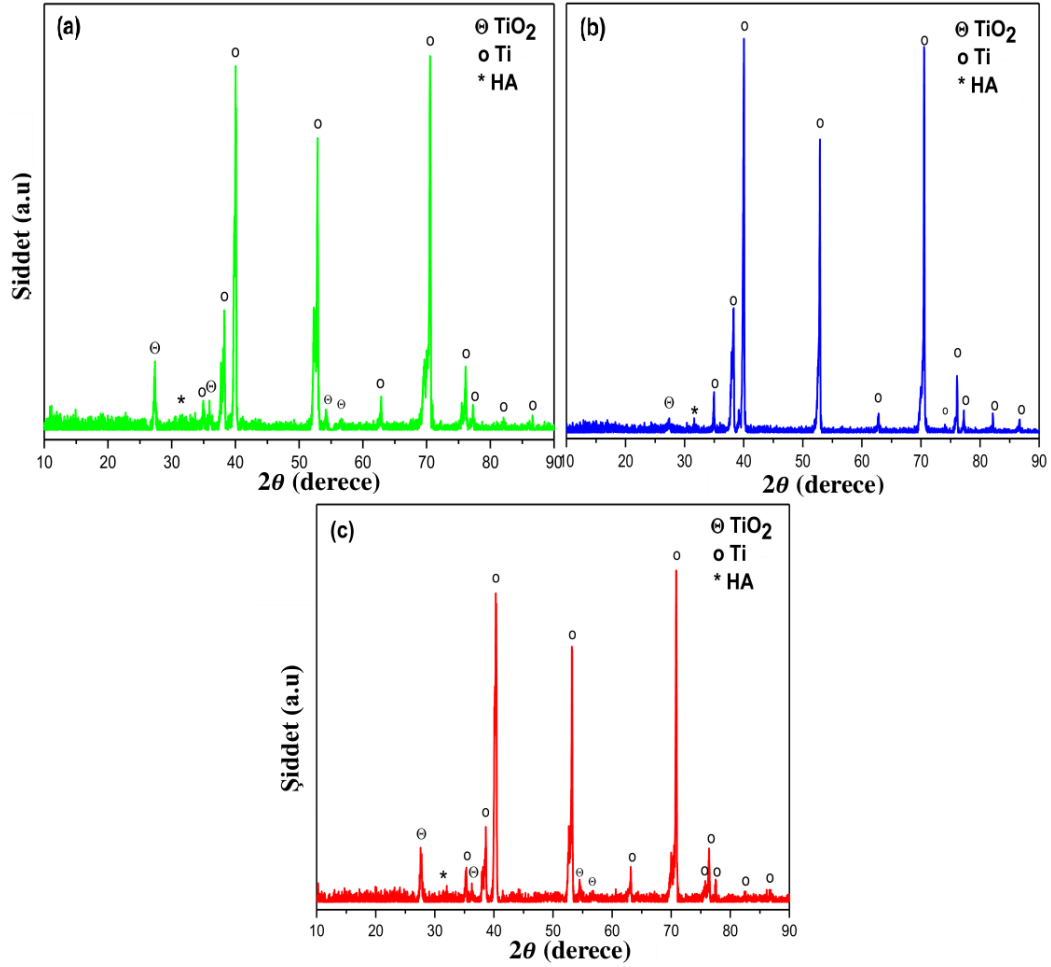 (a)
Θ TiO2
o Ti
* HA
Şiddet (a.u)
10 20 30 40 50 60 70 80 90
2θ (derece)
(b)
Θ TiO2
o Ti
* HA
10 20 30 40 50 60 70 80 90
2θ (derece)
(c)
Θ TiO2
o Ti
* HA
Şiddet (a.u)
10 20 30 40 50 60 70 80 90
2θ (derece)